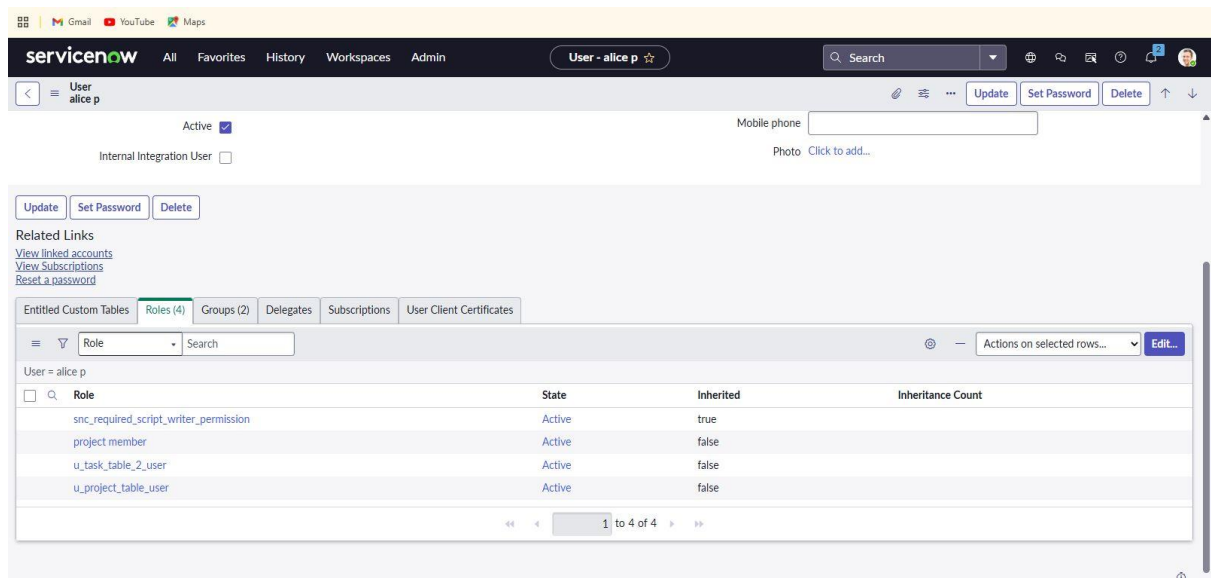 Gmail YouTube Maps
servicenow All Favorites History Workspaces Admin User - alice p Search 2
User
alice p
Update Set Password Delete
Active Mobile phone
Internal Integration User Photo Click to add...
Update Set Password Delete
Related Links
View linked accounts
View Subscriptions
Reset a password
Entitled Custom Tables Roles (4) Groups (2) Delegates Subscriptions User Client Certificates
Role Search Actions on selected rows... Edit...
User = alice p
Role State Inherited Inheritance Count
snc_required_script_writer_permission Active true
project member Active false
u_task_table_2_user Active false
u_project_table_user Active false
1 to 4 of 4